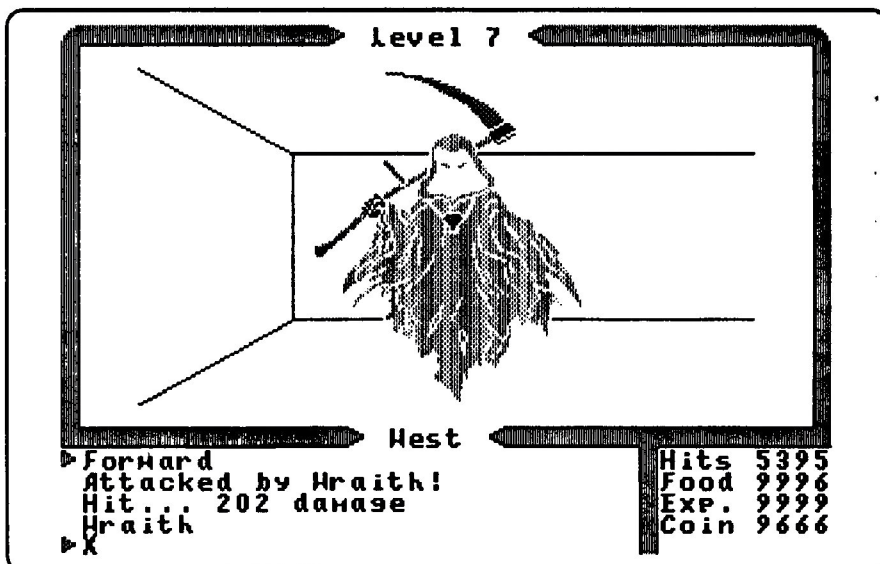 Level 7
West
Forward
Attacked by Wraith!
Hit... 202 damage
Wraith
X
Hits 5395
Food 9996
Exp. 9999
Coin 9666